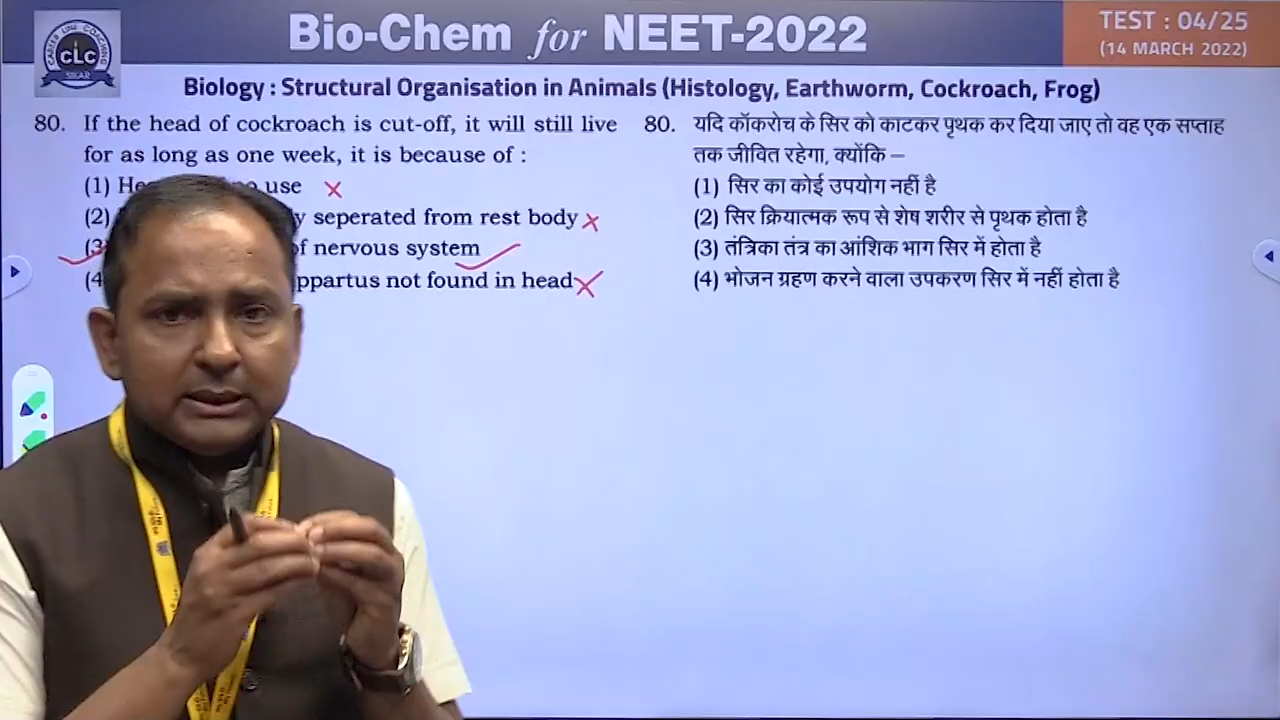 Bio-Chem for NEET-2022
TEST : 04/25
(14 MARCH 2022)
CLC
SIKAR
Biology : Structural Organisation in Animals (Histology, Earthworm, Cockroach, Frog)
80. If the head of cockroach is cut-off, it will still live
for as long as one week, it is because of :
(1) use
(2) seperated from rest body
(3 of nervous system
(4 not found in head
80. यदि कॉकरोच के सिर को काटकर पृथक कर दिया जाए तो वह एक सप्ताह
तक जीवित रहेगा, क्योंकि –
(1) सिर का कोई उपयोग नहीं है
(2) सिर क्रियात्मक रूप से शेष शरीर से पृथक होता है
(3) तंत्रिका तंत्र का आंशिक भाग सिर में होता है
(4) भोजन ग्रहण करने वाला उपकरण सिर में नहीं होता है